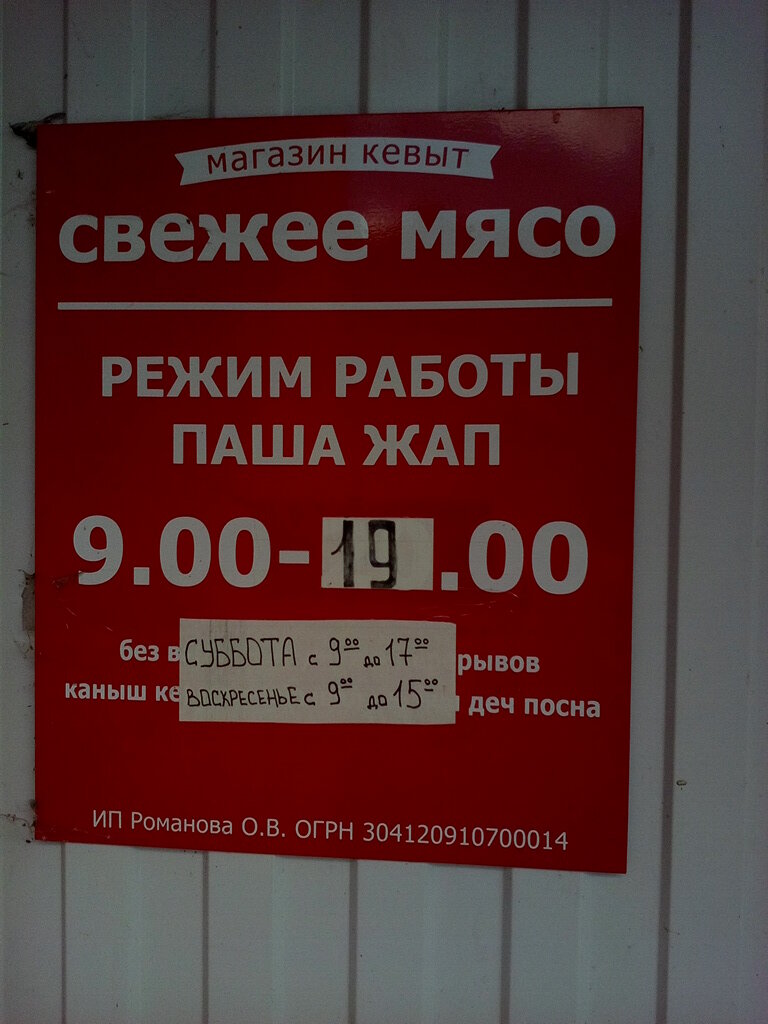 магазин кевыт
свежее мясо
РЕЖИМ РАБОТЫ
ПАША ЖАП
9.00-19.00
без в
СУББОТА с 9⁰⁰ до 17⁰⁰
рывов
каныш ке
ВОСКРЕСЕНЬЕ с 9⁰⁰ до 15⁰⁰
деч посна
ИП Романова О.В. ОГРН 304120910700014